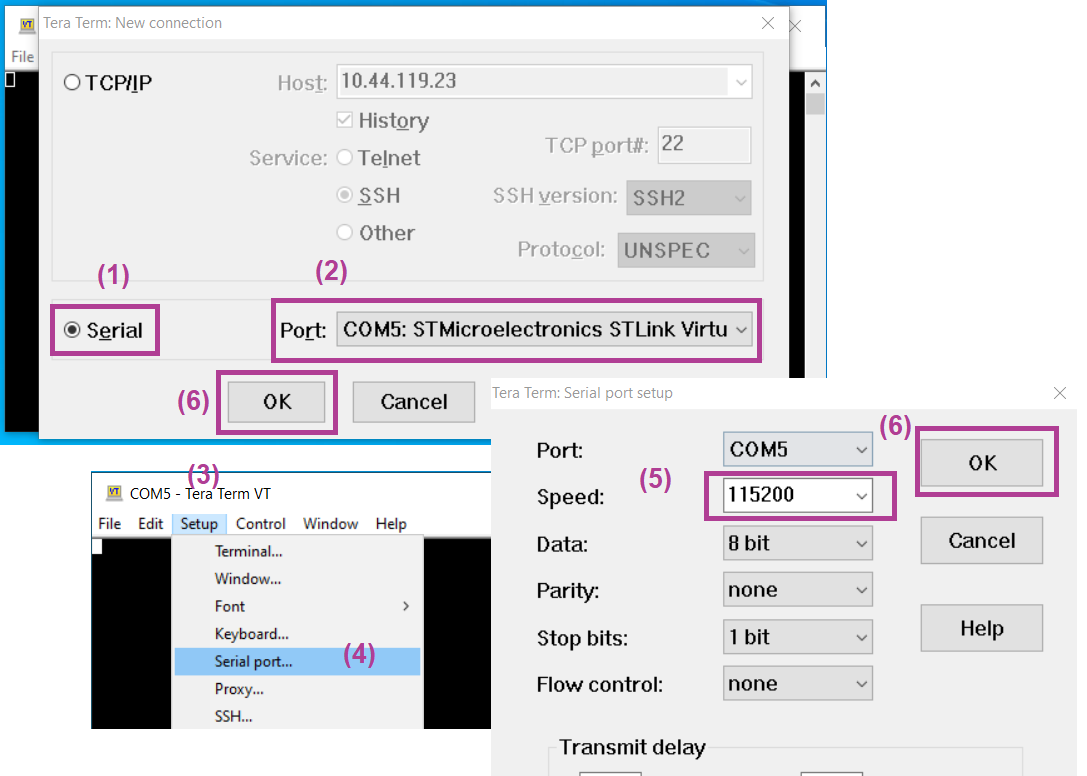 Tera Term: New connection
File
TCP/IP
Host: 10.44.119.23
History
Service: Telnet
TCP port#: 22
SSH
SSH version: SSH2
Other
Protocol: UNSPEC
(1)
(2)
Serial
Port: COM5: STMicroelectronics STLink Virtu
(6)
OK
Cancel
(3)
COM5 - Tera Term VT
File Edit Setup Control Window Help
Terminal...
Window...
Font
Keyboard...
Serial port...
(4)
Proxy...
SSH...
Tera Term: Serial port setup
Port: COM5
(6)
OK
(5)
Speed: 115200
Data: 8 bit
Cancel
Parity: none
Stop bits: 1 bit
Help
Flow control: none
Transmit delay